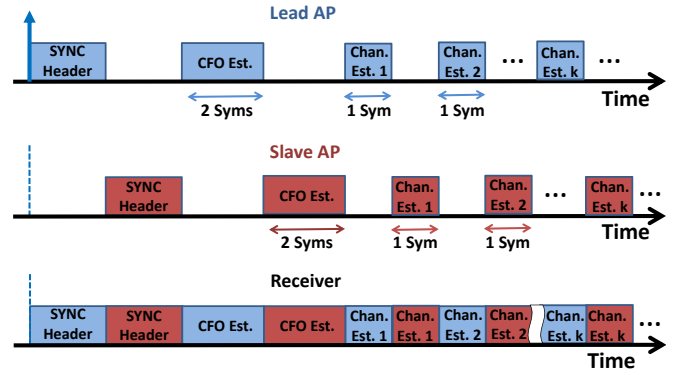 Lead AP
SYNC Header
CFO Est.
Chan. Est. 1
Chan. Est. 2
...
Chan. Est. k
Time
2 Syms
1 Sym
1 Sym
Slave AP
SYNC Header
CFO Est.
Chan. Est. 1
Chan. Est. 2
...
Chan. Est. k
...
2 Syms
1 Sym
1 Sym
Time
Receiver
SYNC Header
SYNC Header
CFO Est.
CFO Est.
Chan. Est. 1
Chan. Est. 1
Chan. Est. 2
Chan. Est. 2
Chan. Est. k
Chan. Est. k
...
Time